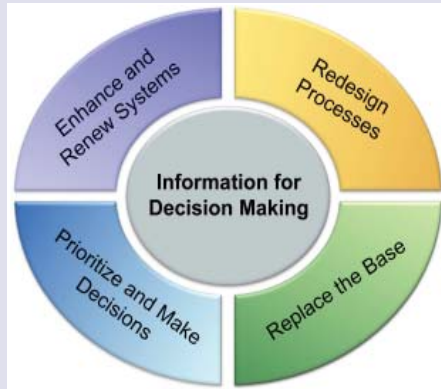 Enhance and
Renew Systems
Redesign
Processes
Information for
Decision Making
Prioritize and Make
Decisions
Replace the Base